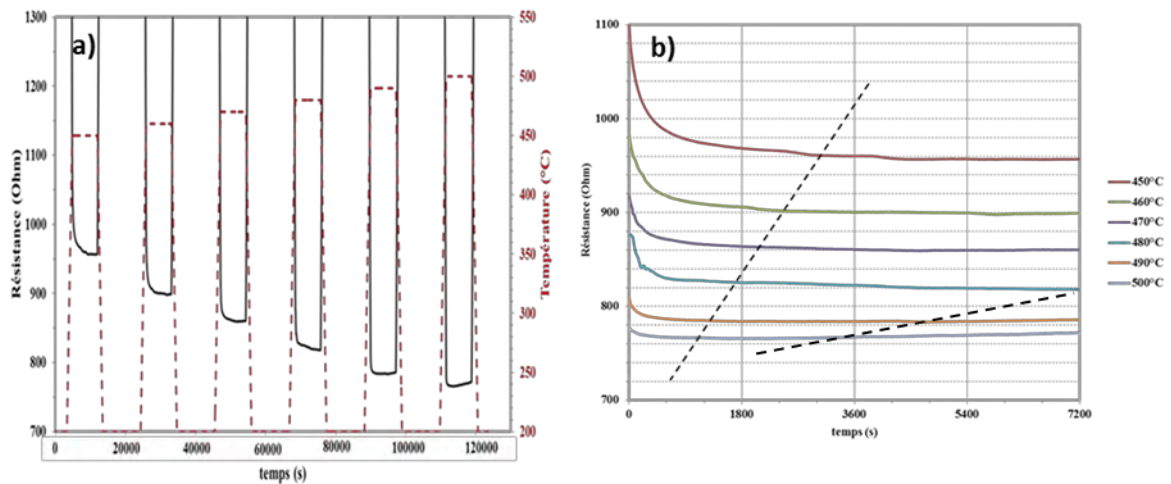 a)
Résistance (Ohm)
1300
1200
1100
1000
900
800
700
550
500
450
400
350
300
250
200
Température (°C)
0
20000
40000
60000
80000
100000
120000
temps (s)
b)
Résistance (Ohm)
1100
1000
900
800
700
0
1800
3600
5400
7200
temps (s)
450°C
460°C
470°C
480°C
490°C
500°C